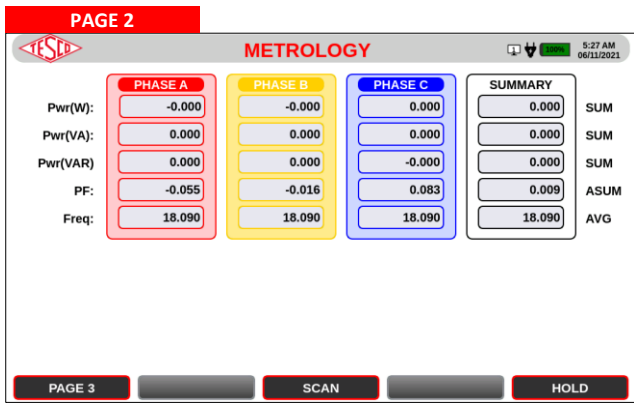 PAGE 2
TESCO METROLOGY 1 100% 5:27 AM
06/11/2021
PHASE A PHASE B PHASE C SUMMARY
Pwr(W): -0.000 -0.000 0.000 0.000 SUM
Pwr(VA): 0.000 0.000 0.000 0.000 SUM
Pwr(VAR) 0.000 0.000 -0.000 0.000 SUM
PF: -0.055 -0.016 0.083 0.009 ASUM
Freq: 18.090 18.090 18.090 18.090 AVG
PAGE 3 SCAN HOLD